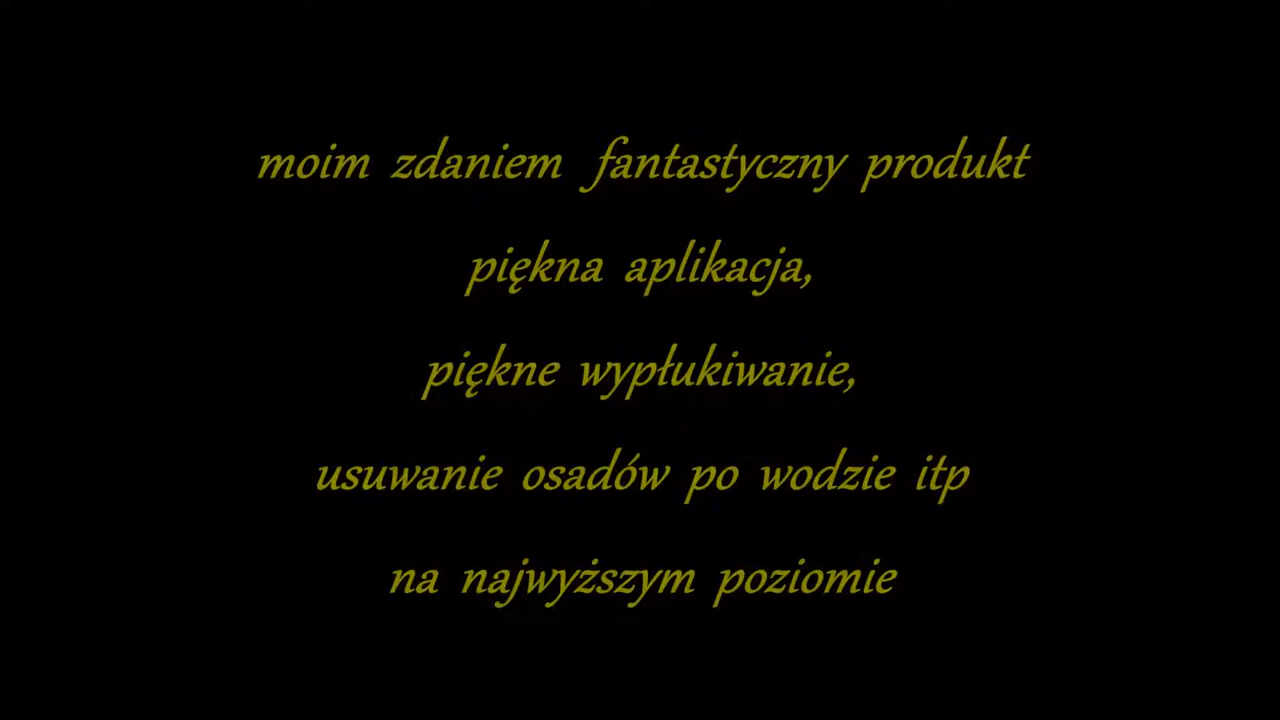 moim zdaniem fantastyczny produkt
piękna aplikacja,
piękne wypłukiwanie,
usuwanie osadów po wodzie itp
na najwyższym poziomie